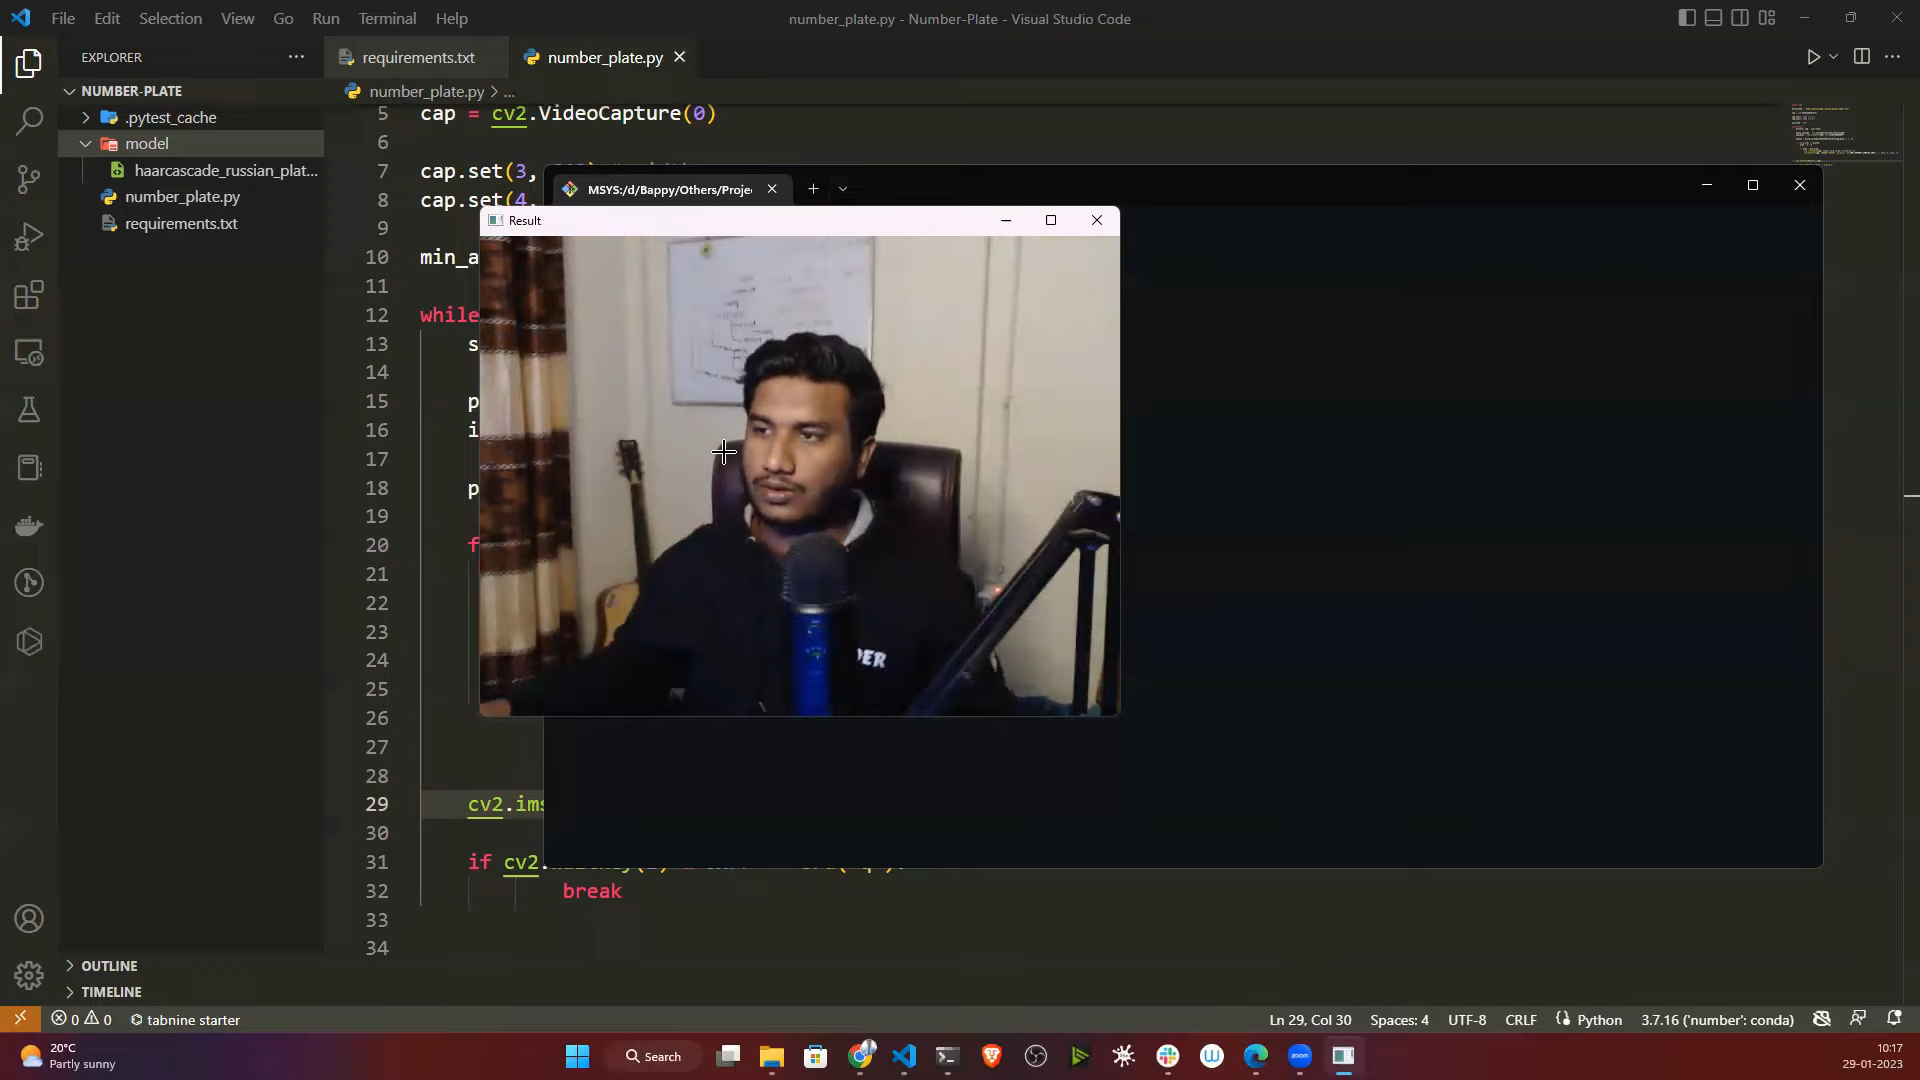 File Edit Selection View Go Run Terminal Help
number_plate.py - Number-Plate - Visual Studio Code
EXPLORER
requirements.txt
number_plate.py
NUMBER-PLATE
.pytest_cache
model
haarcascade_russian_plat...
number_plate.py
requirements.txt
number_plate.py > ...
5 cap = cv2.VideoCapture(0)
6
7 cap.set(3,
8 cap.set(4,
9
10 min_a
11
12 while
13 s
14
15 p
16 i
17
18 p
19
20 f
21
22
23
24
25
26
27
28
29 cv2.ims
30
31 if cv2.
32 break
33
34
MSYS:/d/Bappy/Others/Proje
Result
OUTLINE
TIMELINE
0 0 tabnine starter
Ln 29, Col 30 Spaces: 4 UTF-8 CRLF Python 3.7.16 ('number': conda)
20°C
Partly sunny
Search
zoom
10:17
29-01-2023